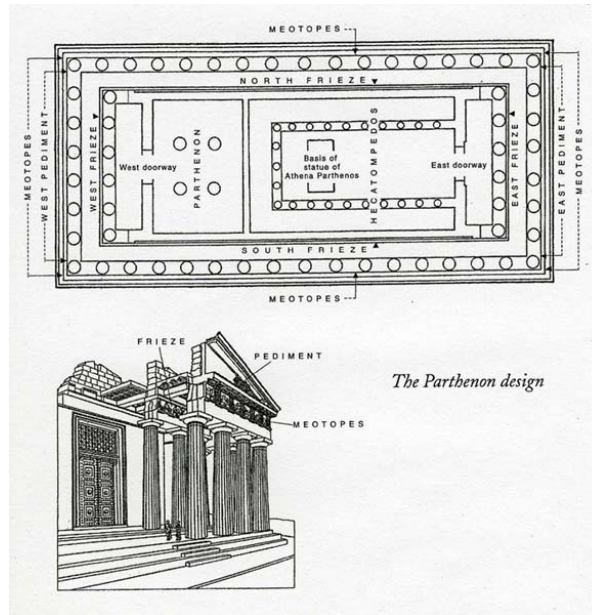 MEOTOPES
NORTH FRIEZE
MEOTOPES
WEST PEDIMENT
WEST FRIEZE
West doorway
PARTHENON
Basis of
statue of
Athena Parthenos
HECATOMPEDOS
East doorway
EAST FRIEZE
EAST PEDIMENT
MEOTOPES
SOUTH FRIEZE
MEOTOPES
FRIEZE
PEDIMENT
MEOTOPES
The Parthenon design